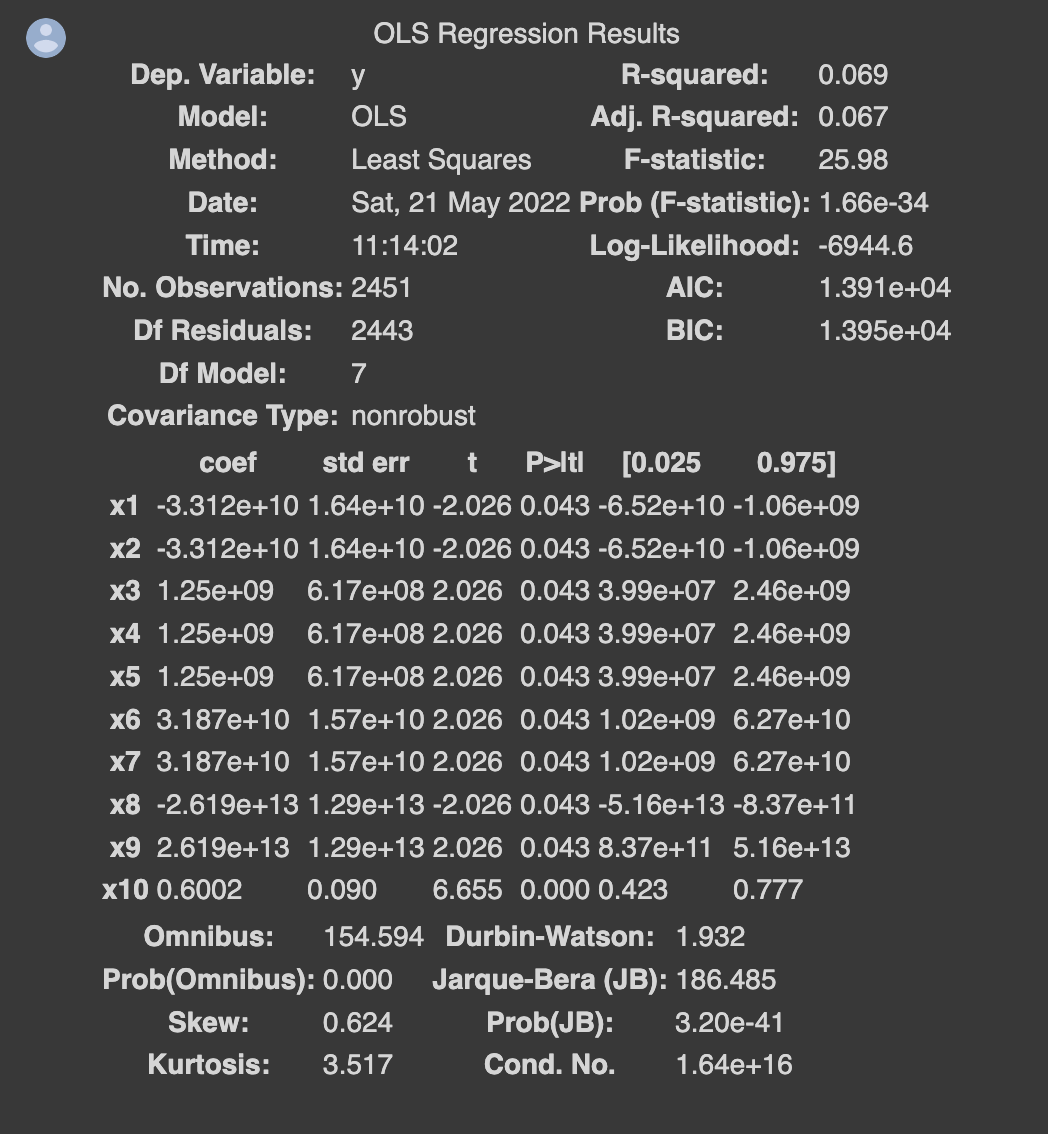 OLS Regression Results
Dep. Variable: y R-squared: 0.069
Model: OLS Adj. R-squared: 0.067
Method: Least Squares F-statistic: 25.98
Date: Sat, 21 May 2022 Prob (F-statistic): 1.66e-34
Time: 11:14:02 Log-Likelihood: -6944.6
No. Observations: 2451 AIC: 1.391e+04
Df Residuals: 2443 BIC: 1.395e+04
Df Model: 7
Covariance Type: nonrobust
coef std err t P>|t| [0.025 0.975]
x1 -3.312e+10 1.64e+10 -2.026 0.043 -6.52e+10 -1.06e+09
x2 -3.312e+10 1.64e+10 -2.026 0.043 -6.52e+10 -1.06e+09
x3 1.25e+09 6.17e+08 2.026 0.043 3.99e+07 2.46e+09
x4 1.25e+09 6.17e+08 2.026 0.043 3.99e+07 2.46e+09
x5 1.25e+09 6.17e+08 2.026 0.043 3.99e+07 2.46e+09
x6 3.187e+10 1.57e+10 2.026 0.043 1.02e+09 6.27e+10
x7 3.187e+10 1.57e+10 2.026 0.043 1.02e+09 6.27e+10
x8 -2.619e+13 1.29e+13 -2.026 0.043 -5.16e+13 -8.37e+11
x9 2.619e+13 1.29e+13 2.026 0.043 8.37e+11 5.16e+13
x10 0.6002 0.090 6.655 0.000 0.423 0.777
Omnibus: 154.594 Durbin-Watson: 1.932
Prob(Omnibus): 0.000 Jarque-Bera (JB): 186.485
Skew: 0.624 Prob(JB): 3.20e-41
Kurtosis: 3.517 Cond. No. 1.64e+16